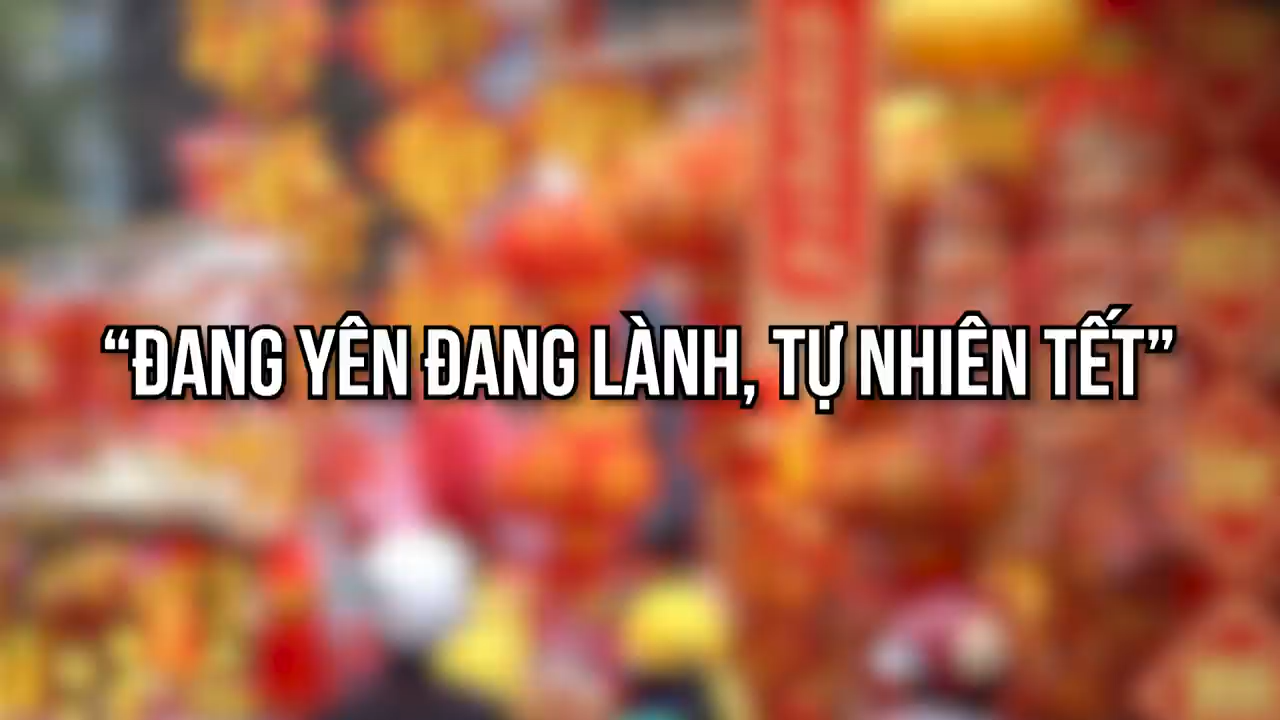 “ĐANG YÊN ĐANG LÀNH, TỰ NHIÊN TẾT”